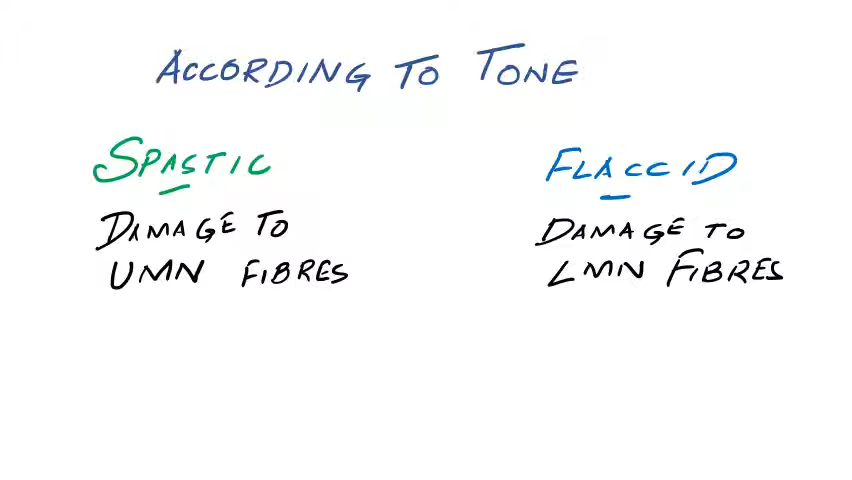 ACCORDING TO TONE
SPASTIC
DAMAGE TO
UMN FIBRES
FLACCID
DAMAGE TO
LMN FIBRES